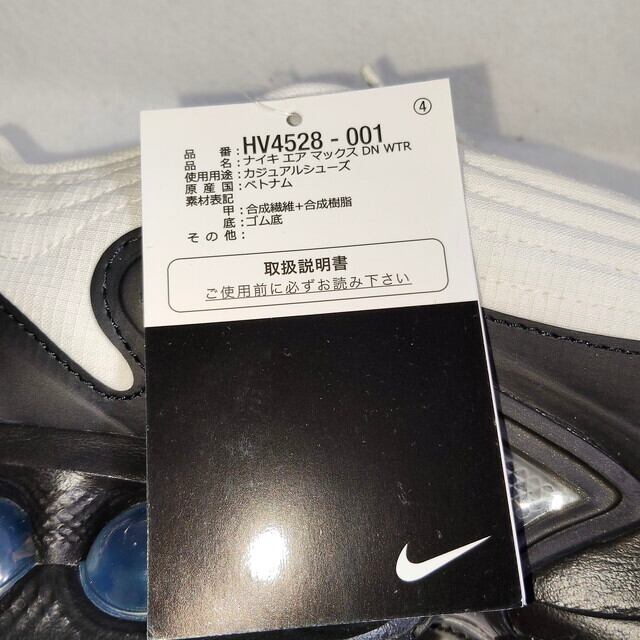 ④
品番：HV4528 - 001
品名：ナイキ エア マックス DN WTR
使用用途：カジュアルシューズ
原産国：ベトナム
素材表記
甲：合成繊維+合成樹脂
底：ゴム底
その他：
取扱説明書
ご使用前に必ずお読み下さい